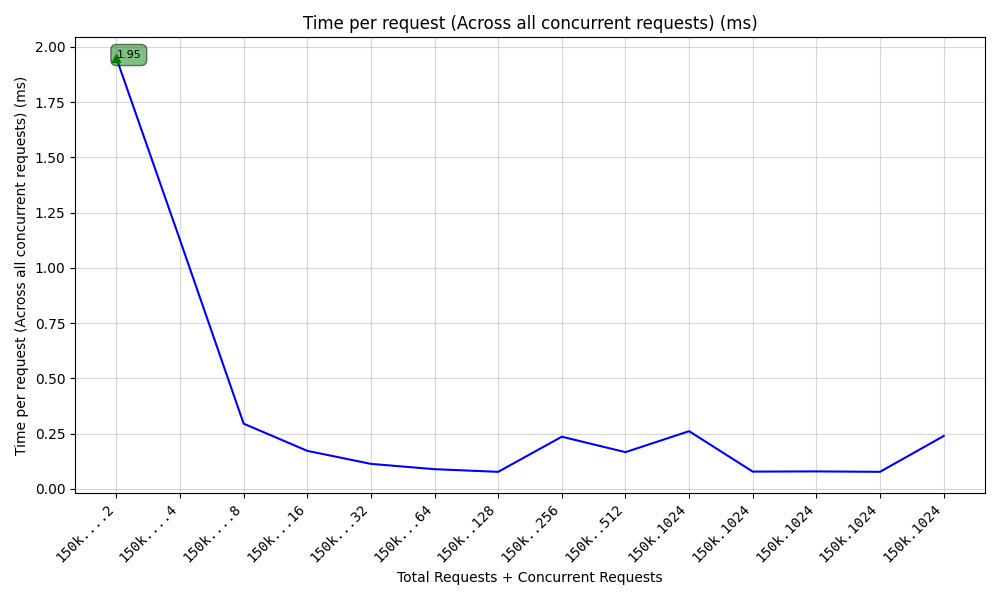 Time per request (Across all concurrent requests) (ms)
Time per request (Across all concurrent requests) (ms)
2.00
1.75
1.50
1.25
1.00
0.75
0.50
0.25
0.00
1.95
150k....2
150k....4
150k....8
150k...16
150k...32
150k...64
150k..128
150k..256
150k..512
150k.1024
150k.1024
150k.1024
150k.1024
150k.1024
Total Requests + Concurrent Requests